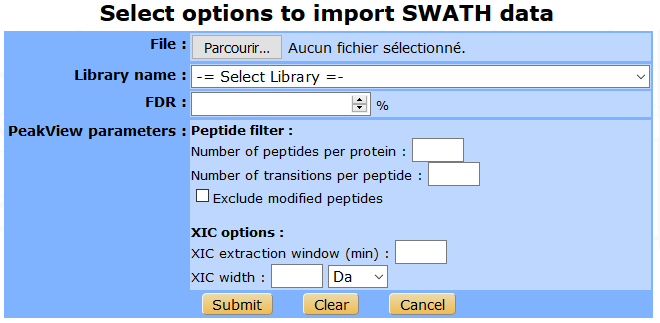 Select options to import SWATH data
File : Parcourir... Aucun fichier sélectionné.
Library name : -= Select Library =-
FDR : %
PeakView parameters : Peptide filter :
Number of peptides per protein :
Number of transitions per peptide :
Exclude modified peptides
XIC options :
XIC extraction window (min) :
XIC width : Da
Submit Clear Cancel